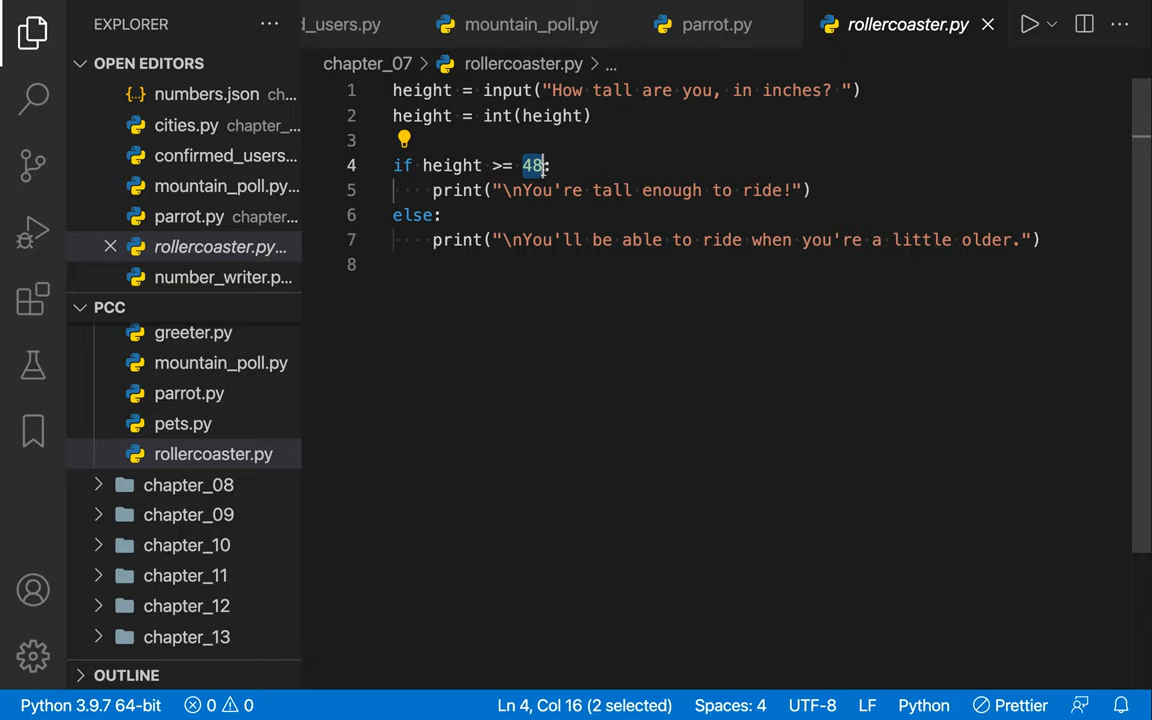 EXPLORER ...
d_users.py mountain_poll.py parrot.py rollercoaster.py ...
OPEN EDITORS
{} numbers.json ch...
cities.py chapter_...
confirmed_users...
mountain_poll.py...
parrot.py chapter...
rollercoaster.py...
number_writer.p...
PCC
greeter.py
mountain_poll.py
parrot.py
pets.py
rollercoaster.py
chapter_08
chapter_09
chapter_10
chapter_11
chapter_12
chapter_13
OUTLINE
chapter_07 > rollercoaster.py > ...
1 height = input("How tall are you, in inches? ")
2 height = int(height)
3
4 if height >= 48:
5     print("\nYou're tall enough to ride!")
6 else:
7     print("\nYou'll be able to ride when you're a little older.")
8
Python 3.9.7 64-bit 0 0 Ln 4, Col 16 (2 selected) Spaces: 4 UTF-8 LF Python Prettier